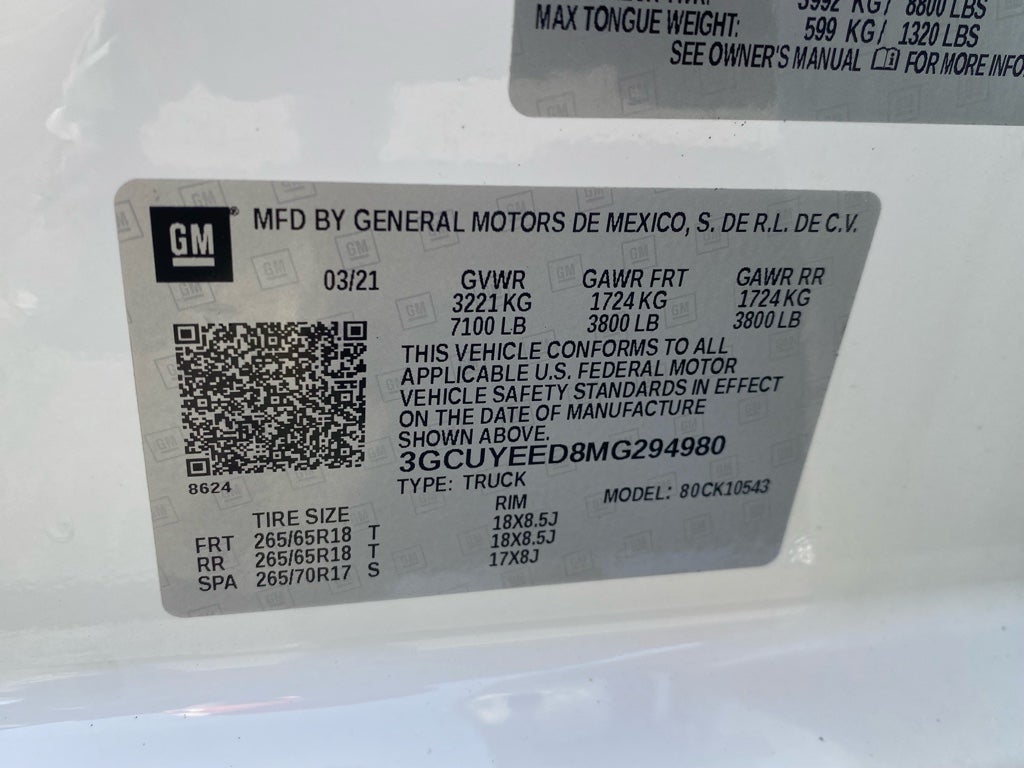 3992 KG/ 8800 LBS
MAX TONGUE WEIGHT: 599 KG/ 1320 LBS
SEE OWNER'S MANUAL FOR MORE INFO
GM® MFD BY GENERAL MOTORS DE MEXICO, S. DE R.L. DE C.V.
03/21 GVWR GAWR FRT GAWR RR
3221 KG 1724 KG 1724 KG
7100 LB 3800 LB 3800 LB
THIS VEHICLE CONFORMS TO ALL
APPLICABLE U.S. FEDERAL MOTOR
VEHICLE SAFETY STANDARDS IN EFFECT
ON THE DATE OF MANUFACTURE
SHOWN ABOVE.
3GCUYEED8MG294980
8624
TYPE: TRUCK MODEL: 80CK10543
TIRE SIZE RIM
FRT 265/65R18 T 18X8.5J
RR 265/65R18 T 18X8.5J
SPA 265/70R17 S 17X8J